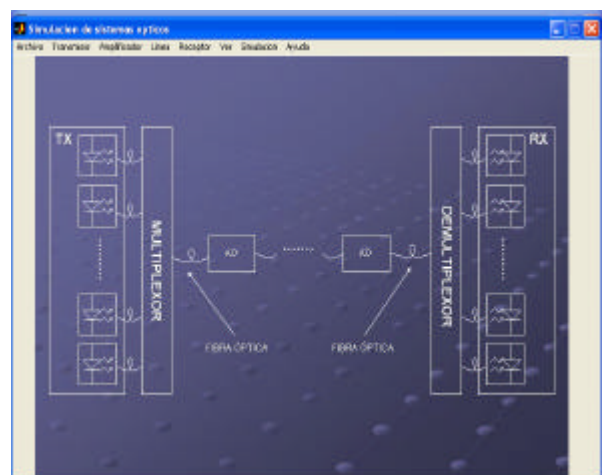 Simulacion de sistemas opticos
Archivo Transmisor Amplificador Linea Receptor Ver Simulacion Ayuda
TX
RX
MULTIPLEXOR
DEMULTIPLEXOR
AO
AO
FIBRA ÓPTICA
FIBRA ÓPTICA